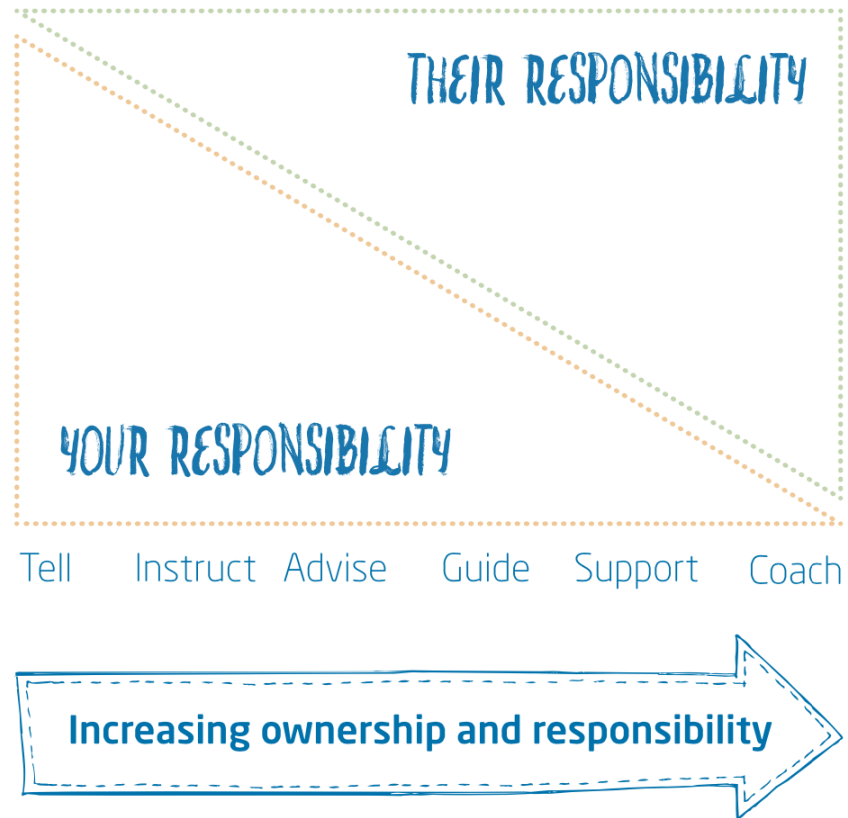 THEIR RESPONSIBILITY
YOUR RESPONSIBILITY
Tell Instruct Advise Guide Support Coach
Increasing ownership and responsibility